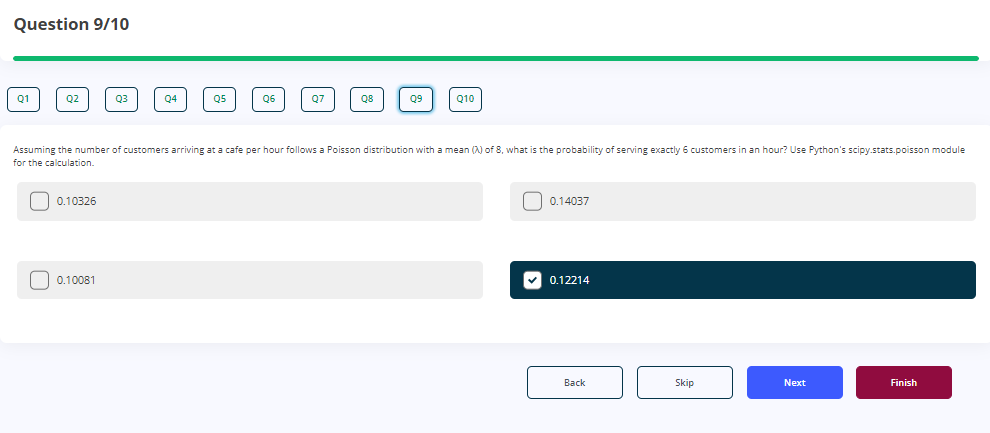 Question 9/10
Q1 Q2 Q3 Q4 Q5 Q6 Q7 Q8 Q9 Q10
Assuming the number of customers arriving at a cafe per hour follows a Poisson distribution with a mean (λ) of 8, what is the probability of serving exactly 6 customers in an hour? Use Python's scipy.stats.poisson module
for the calculation.
0.10326 0.14037
0.10081 0.12214
Back Skip Next Finish